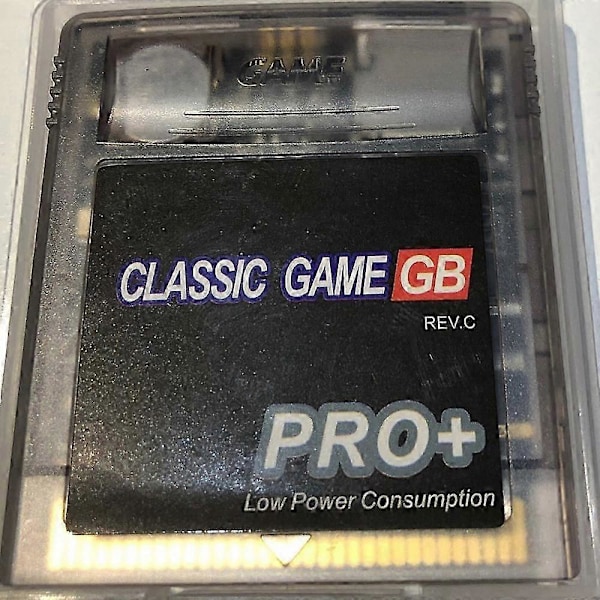 GAME
CLASSIC GAME GB
REV.C
PRO+
Low Power Consumption